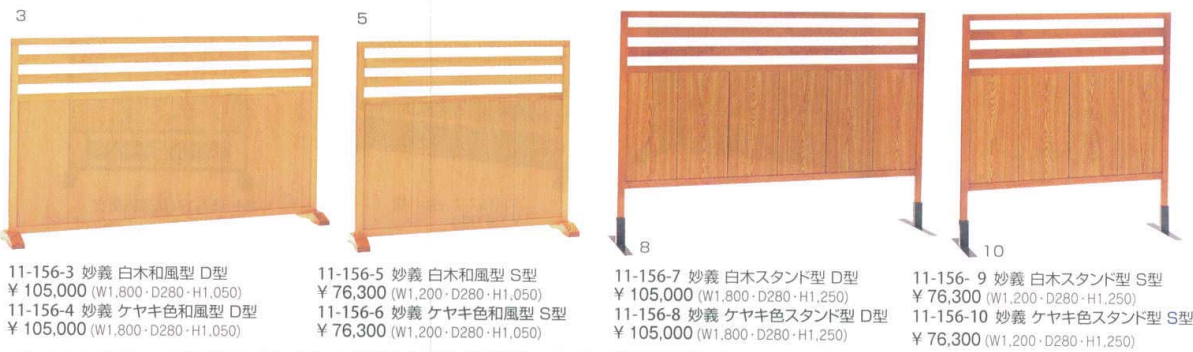 3
11-156-3 妙義 白木和風型 D型
¥ 105,000 (W1,800・D280・H1,050)
11-156-4 妙義 ケヤキ色和風型 D型
¥ 105,000 (W1,800・D280・H1,050)
5
11-156-5 妙義 白木和風型 S型
¥ 76,300 (W1,200・D280・H1,050)
11-156-6 妙義 ケヤキ色和風型 S型
¥ 76,300 (W1,200・D280・H1,050)
8
11-156-7 妙義 白木スタンド型 D型
¥ 105,000 (W1,800・D280・H1,250)
11-156-8 妙義 ケヤキ色スタンド型 D型
¥ 105,000 (W1,800・D280・H1,250)
10
11-156- 9 妙義 白木スタンド型 S型
¥ 76,300 (W1,200・D280・H1,250)
11-156-10 妙義 ケヤキ色スタンド型 S型
¥ 76,300 (W1,200・D280・H1,250)